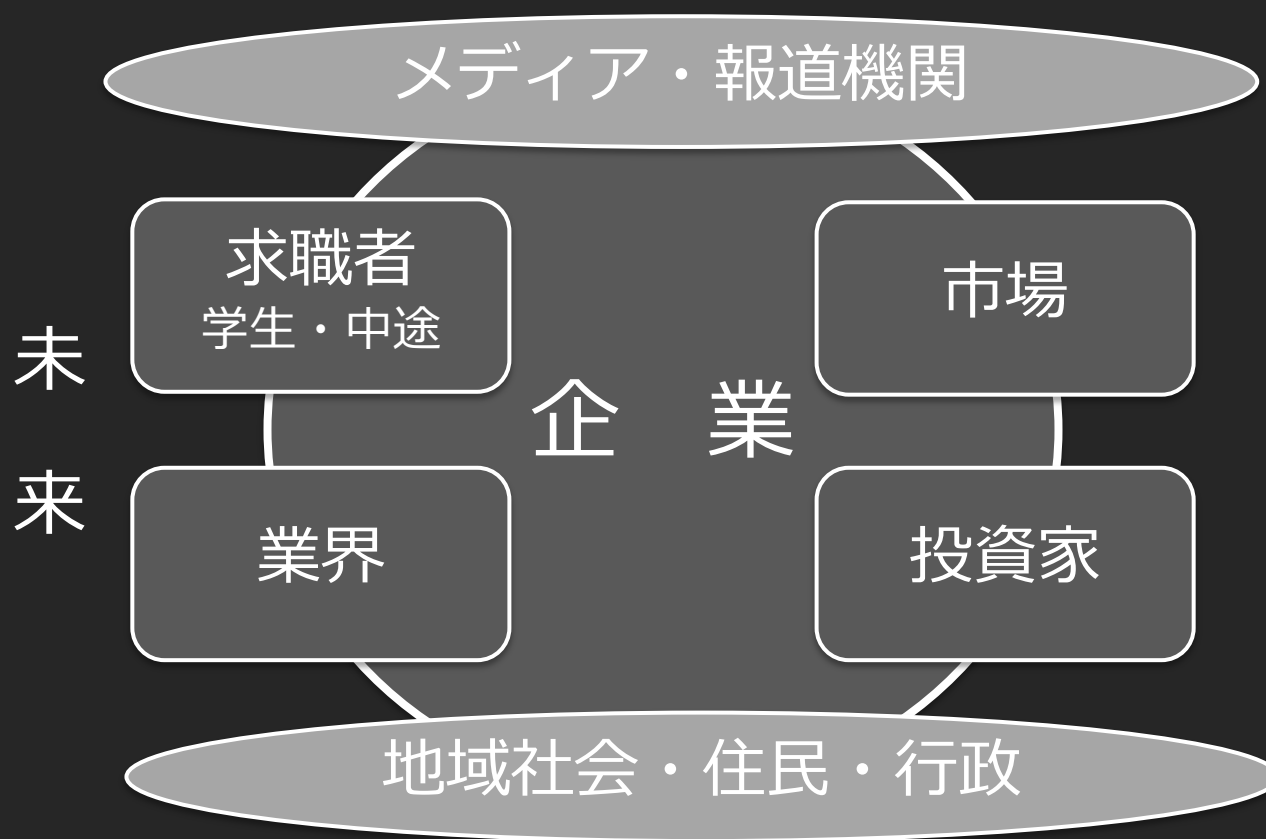 メディア・報道機関
求職者
学生・中途
市場
未
来
企　業
業界
投資家
地域社会・住民・行政